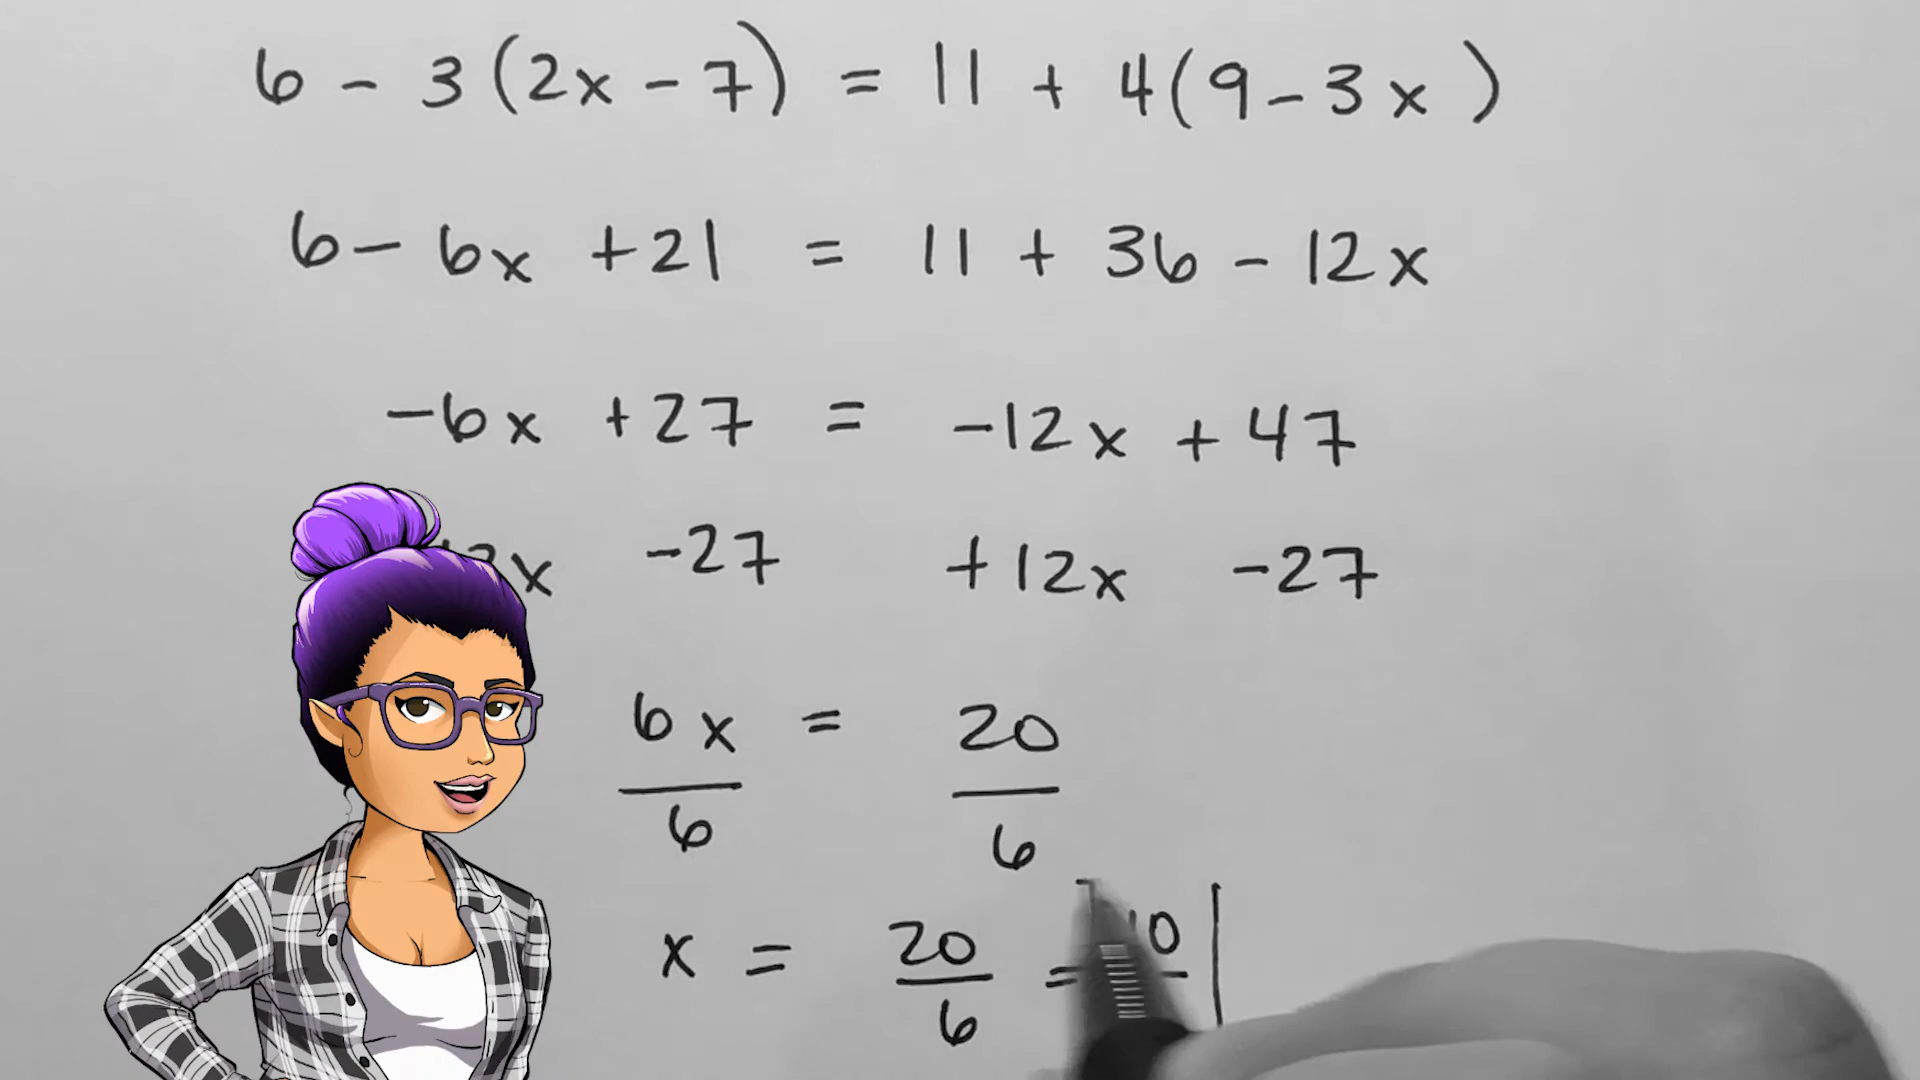 6 - 3(2x - 7) = 11 + 4(9 - 3x)
6 - 6x + 21 = 11 + 36 - 12x
-6x + 27 = -12x + 47
x -27 +12x -27
6x = 20
6 6
x = 20/6 = 10